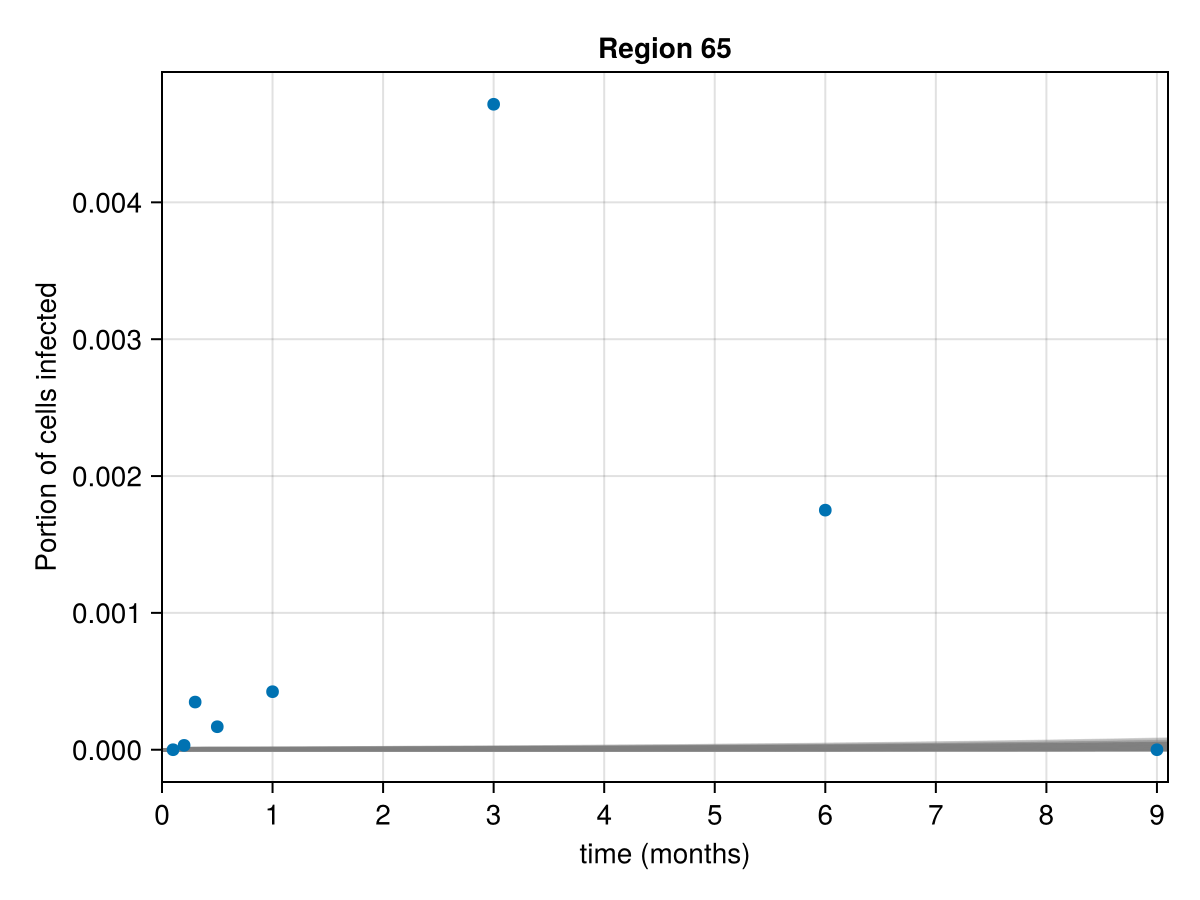 Region 65
Portion of cells infected
0.004
0.003
0.002
0.001
0.000
0 1 2 3 4 5 6 7 8 9
time (months)